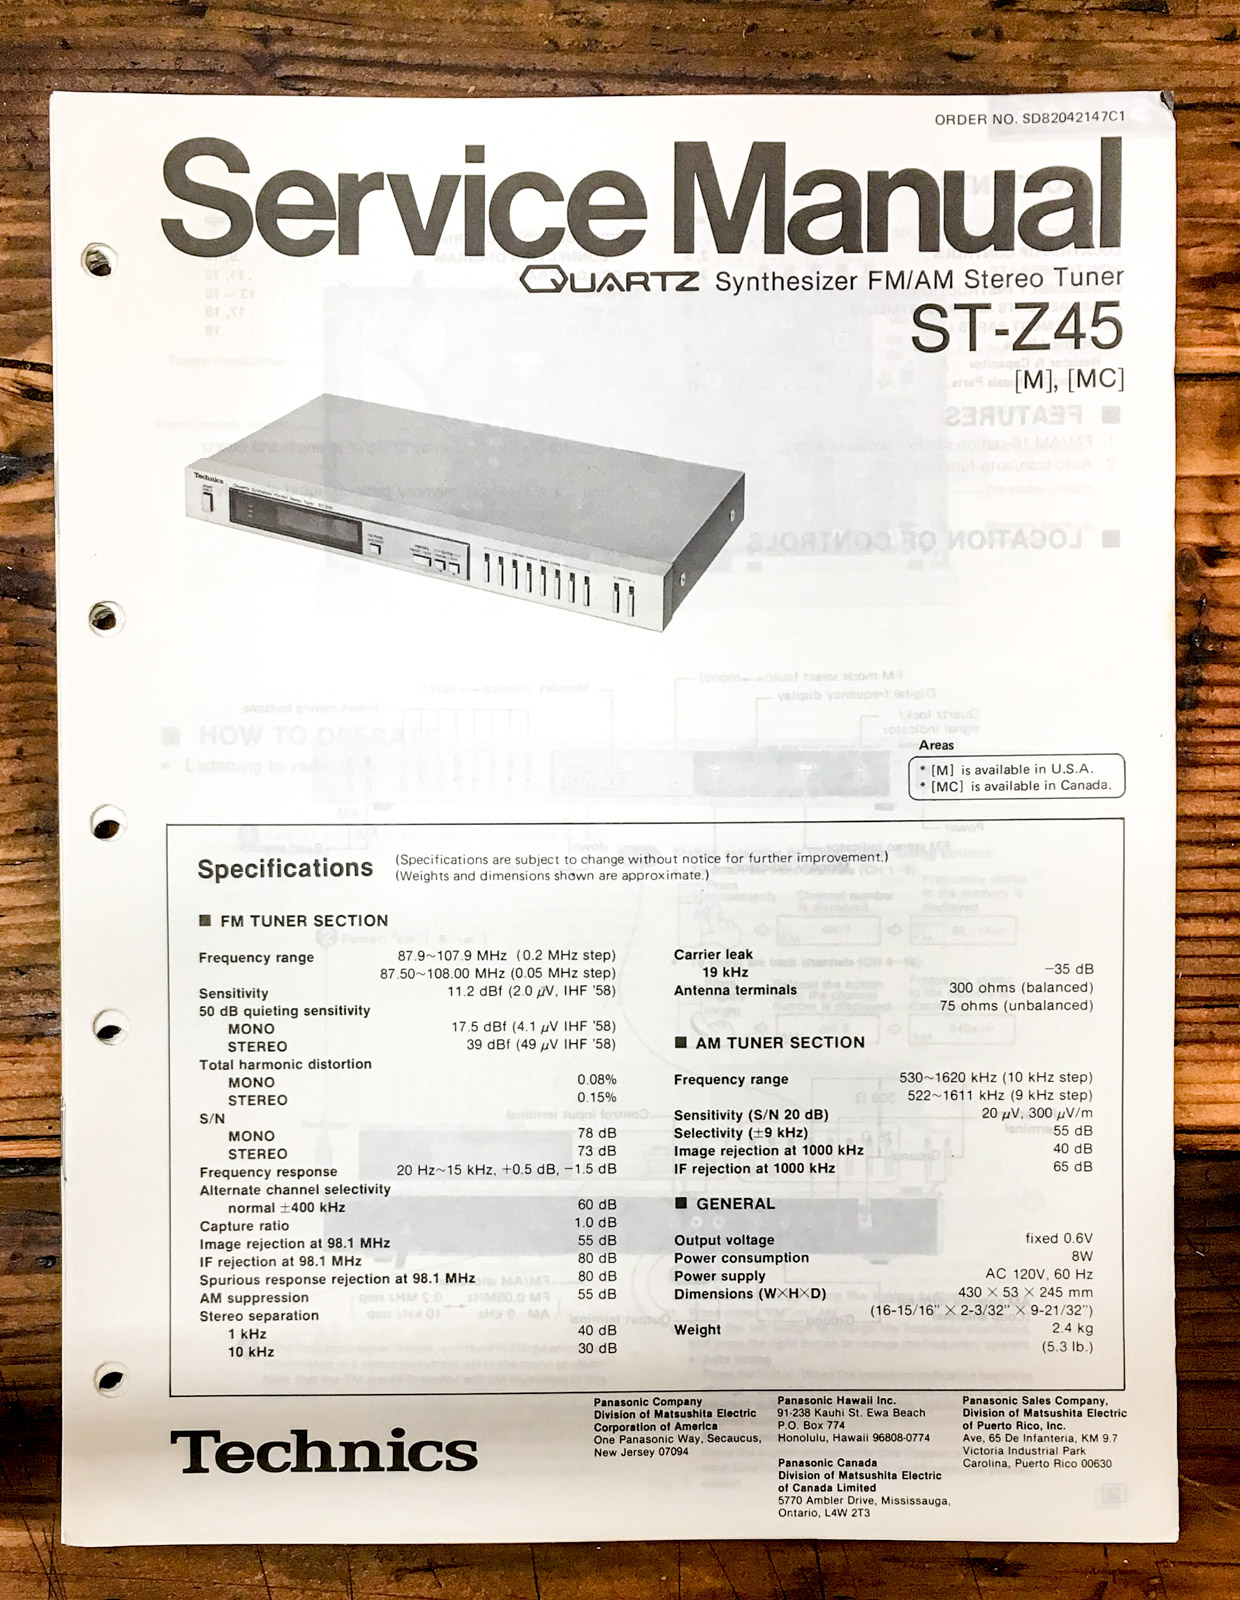 ORDER NO. SD82042147C1
Service Manual
QUARTZ Synthesizer FM/AM Stereo Tuner
ST-Z45
[M], [MC]
Technics
Areas
* [M] is available in U.S.A.
* [MC] is available in Canada.
Specifications
(Specifications are subject to change without notice for further improvement.)
(Weights and dimensions shown are approximate.)
■ FM TUNER SECTION
Frequency range 87.9~107.9 MHz (0.2 MHz step)
87.50~108.00 MHz (0.05 MHz step)
Sensitivity 11.2 dBf (2.0 µV, IHF '58)
50 dB quieting sensitivity
MONO 17.5 dBf (4.1 µV IHF '58)
STEREO 39 dBf (49 µV IHF '58)
Total harmonic distortion
MONO 0.08%
STEREO 0.15%
S/N
MONO 78 dB
STEREO 73 dB
Frequency response 20 Hz~15 kHz, +0.5 dB, −1.5 dB
Alternate channel selectivity
normal ±400 kHz 60 dB
Capture ratio 1.0 dB
Image rejection at 98.1 MHz 55 dB
IF rejection at 98.1 MHz 80 dB
Spurious response rejection at 98.1 MHz 80 dB
AM suppression 55 dB
Stereo separation
1 kHz 40 dB
10 kHz 30 dB
Carrier leak
19 kHz −35 dB
Antenna terminals 300 ohms (balanced)
75 ohms (unbalanced)
■ AM TUNER SECTION
Frequency range 530~1620 kHz (10 kHz step)
522~1611 kHz (9 kHz step)
Sensitivity (S/N 20 dB) 20 µV, 300 µV/m
Selectivity (±9 kHz) 55 dB
Image rejection at 1000 kHz 40 dB
IF rejection at 1000 kHz 65 dB
■ GENERAL
Output voltage fixed 0.6V
Power consumption 8W
Power supply AC 120V, 60 Hz
Dimensions (W×H×D) 430 × 53 × 245 mm
(16-15/16" × 2-3/32" × 9-21/32")
Weight 2.4 kg
(5.3 lb.)
Technics
Panasonic Company
Division of Matsushita Electric
Corporation of America
One Panasonic Way, Secaucus,
New Jersey 07094
Panasonic Hawaii Inc.
91-238 Kauhi St. Ewa Beach
P.O. Box 774
Honolulu, Hawaii 96808-0774
Panasonic Canada
Division of Matsushita Electric
of Canada Limited
5770 Ambler Drive, Mississauga,
Ontario, L4W 2T3
Panasonic Sales Company,
Division of Matsushita Electric
of Puerto Rico, Inc.
Ave, 65 De Infanteria, KM 9.7
Victoria Industrial Park
Carolina, Puerto Rico 00630